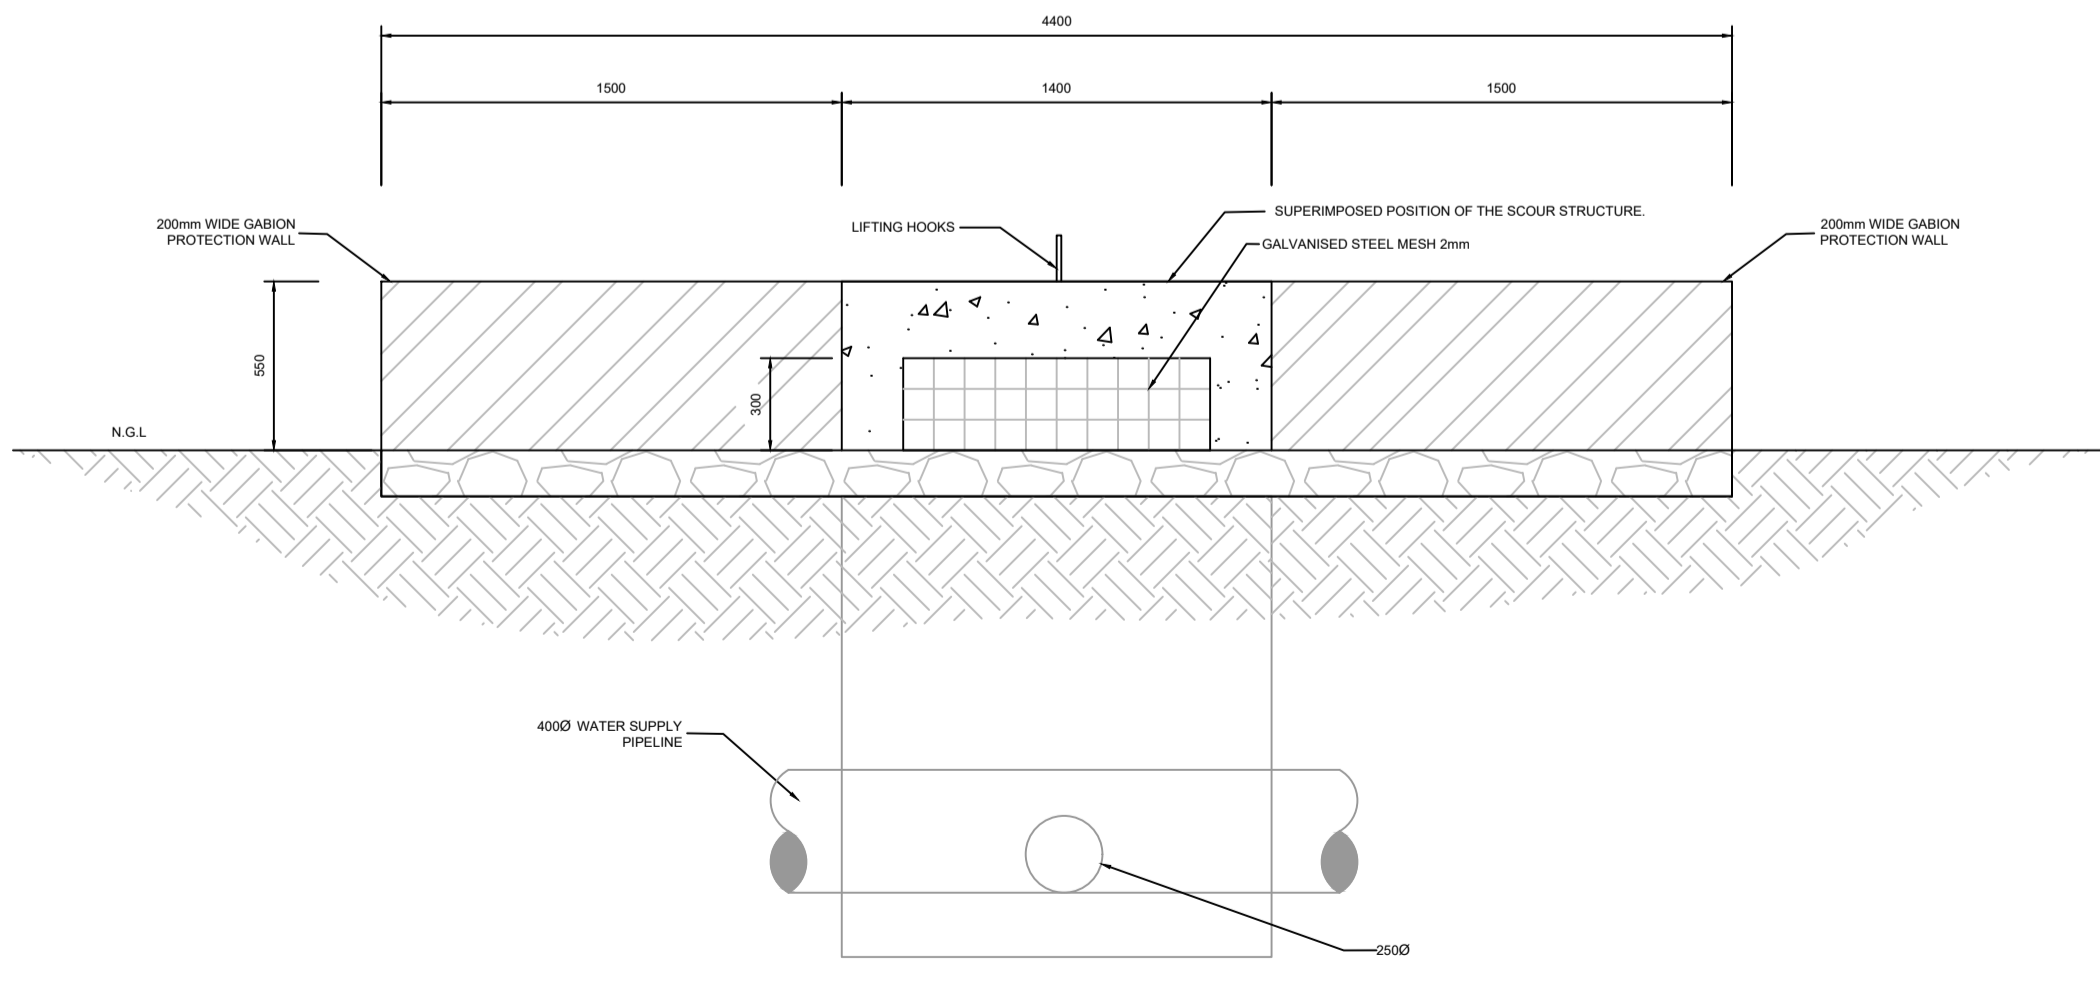 4400
1500
1400
1500
200mm WIDE GABION
PROTECTION WALL
LIFTING HOOKS
SUPERIMPOSED POSITION OF THE SCOUR STRUCTURE.
GALVANISED STEEL MESH 2mm
200mm WIDE GABION
PROTECTION WALL
550
300
N.G.L
400Ø WATER SUPPLY
PIPELINE
250Ø